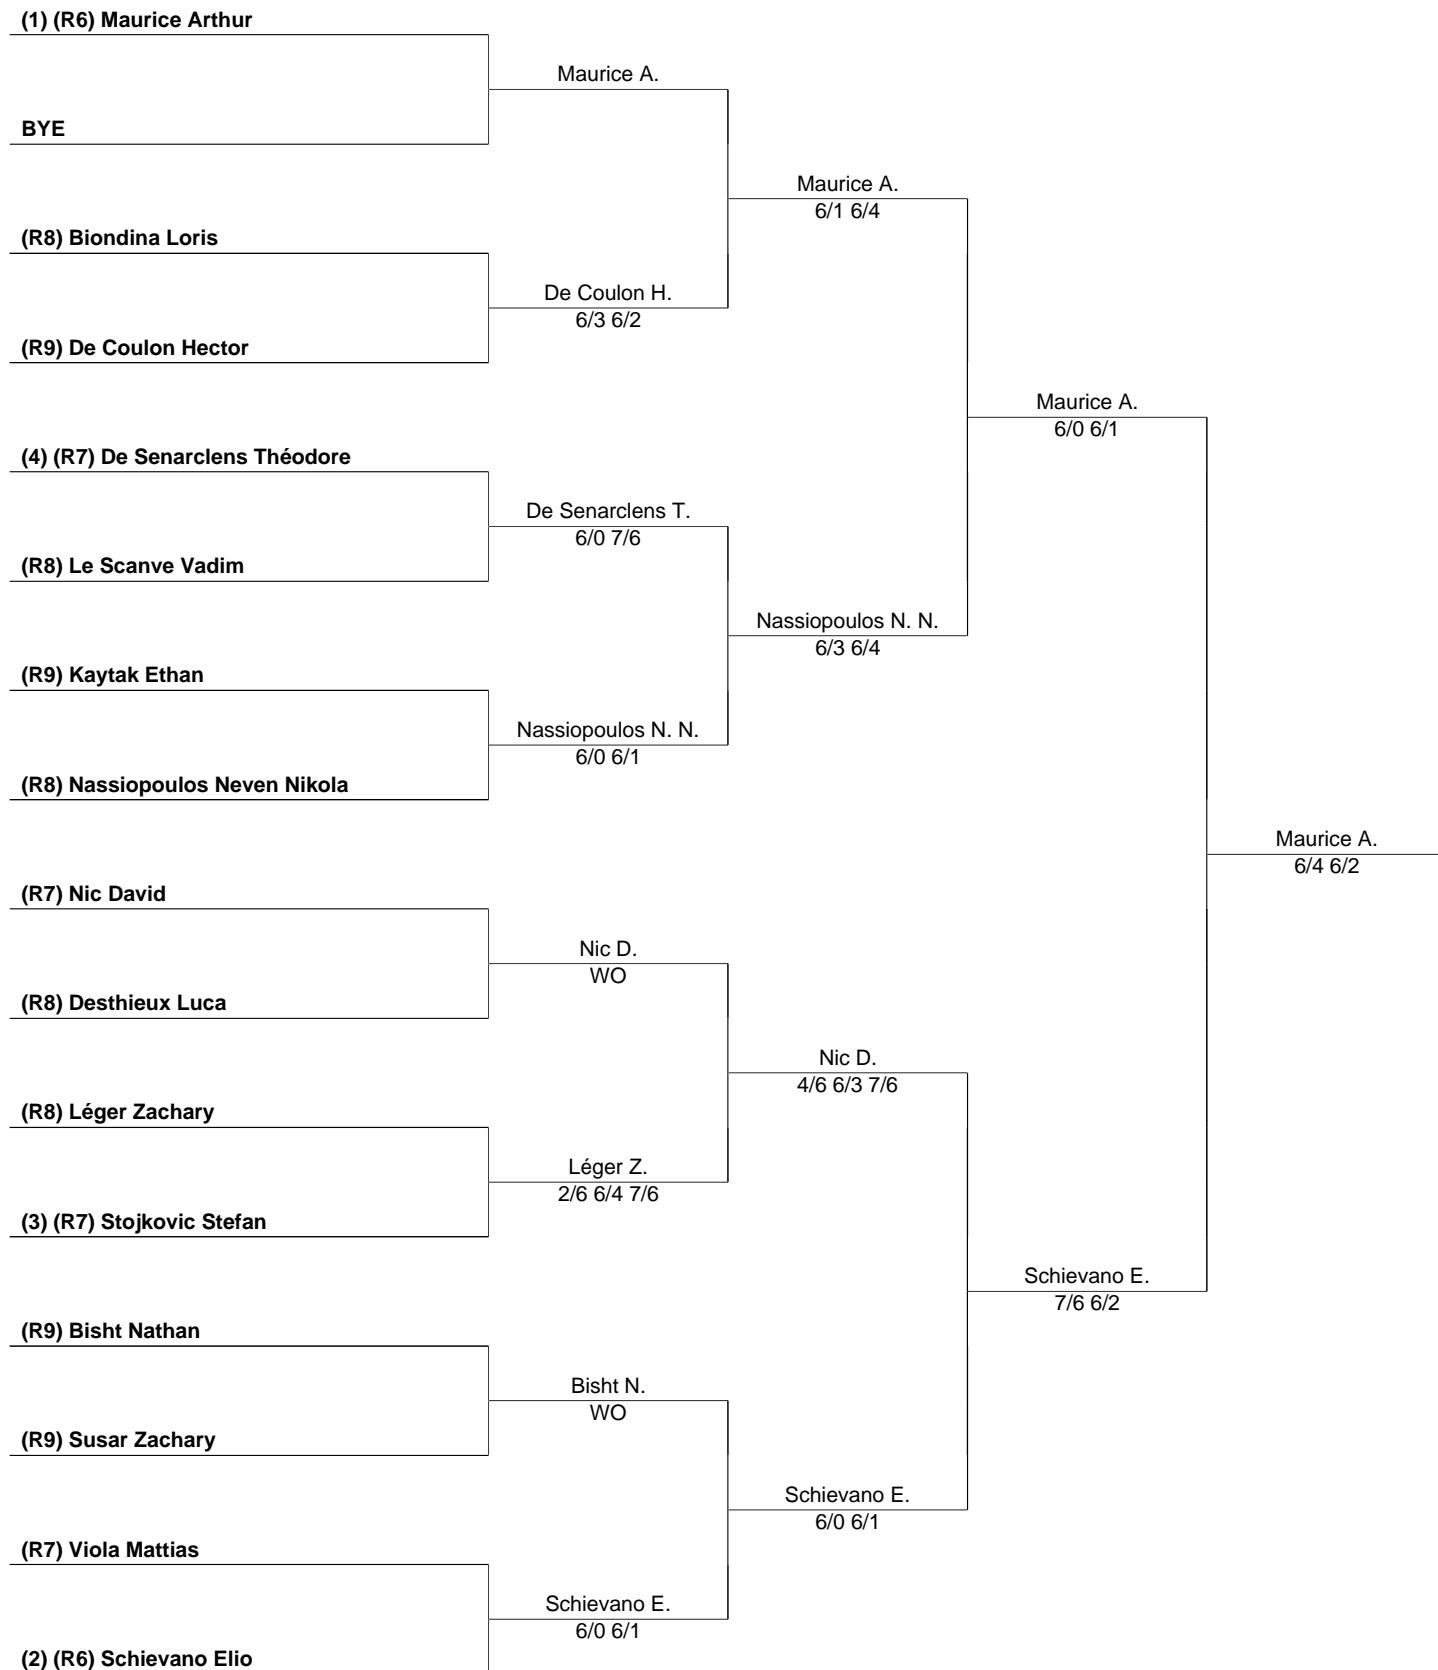 (1) (R6) Maurice Arthur
Maurice A.
BYE
Maurice A.
6/1 6/4
(R8) Biondina Loris
De Coulon H.
6/3 6/2
(R9) De Coulon Hector
Maurice A.
6/0 6/1
(4) (R7) De Senarclens Théodore
De Senarclens T.
6/0 7/6
(R8) Le Scanve Vadim
Nassiopoulos N. N.
6/3 6/4
(R9) Kaytak Ethan
Nassiopoulos N. N.
6/0 6/1
(R8) Nassiopoulos Neven Nikola
Maurice A.
6/4 6/2
(R7) Nic David
Nic D.
WO
(R8) Desthieux Luca
Nic D.
4/6 6/3 7/6
(R8) Léger Zachary
Léger Z.
2/6 6/4 7/6
(3) (R7) Stojkovic Stefan
Schievano E.
7/6 6/2
(R9) Bisht Nathan
Bisht N.
WO
(R9) Susar Zachary
Schievano E.
6/0 6/1
(R7) Viola Mattias
Schievano E.
6/0 6/1
(2) (R6) Schievano Elio